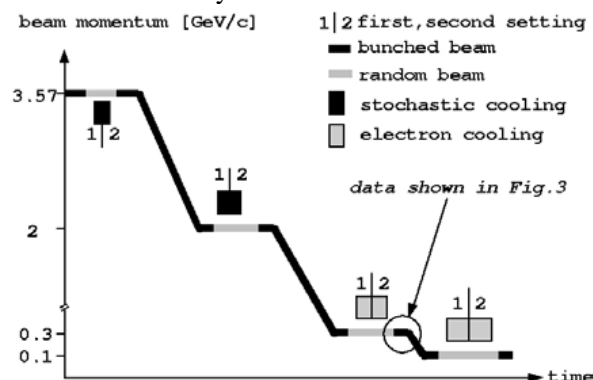 beam momentum [GeV/c]
1|2 first,second setting
bunched beam
random beam
stochastic cooling
electron cooling
3.57
1|2
1|2
data shown in Fig.3
2
1|2
1|2
0.3
0.1
time